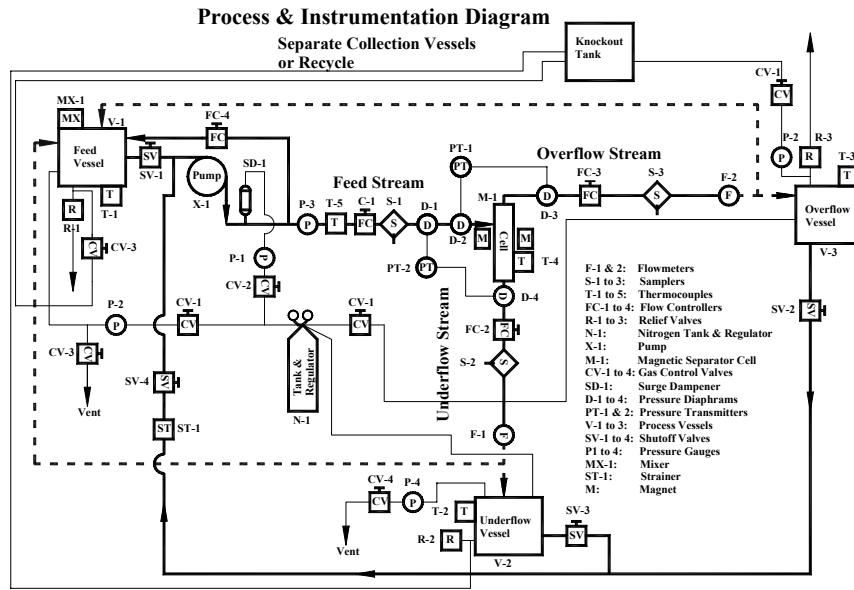 Process & Instrumentation Diagram
Separate Collection Vessels
or Recycle
Knockout
Tank
CV-1
CV
P-2
P
R-3
R
T-3
T
MX-1
MX
V-1
FC-4
FC
Feed
Vessel
SV
SV-1
Pump
X-1
SD-1
T
T-1
R
R-1
CV
CV-3
Feed Stream
Overflow Stream
PT-1
PT
M-1
D
D-3
FC-3
FC
S-3
S
F-2
F
P-3
P
T-5
T
C-1
FC
S-1
S
D-1
D
D
D-2
Cell
M
M
T
T-4
PT-2
PT
D
D-4
Overflow
Vessel
V-3
SV-2
SV
P-1
P
CV-2
CV
P-2
P
CV-1
CV
CV-1
CV
CV-3
CV
Vent
SV-4
SV
ST
ST-1
Tank &
Regulator
N-1
Underflow Stream
FC-2
FC
S-2
S
F-1
F
F-1 & 2: Flowmeters
S-1 to 3: Samplers
T-1 to 5: Thermocouples
FC-1 to 4: Flow Controllers
R-1 to 3: Relief Valves
N-1: Nitrogen Tank & Regulator
X-1: Pump
M-1: Magnetic Separator Cell
CV-1 to 4: Gas Control Valves
SD-1: Surge Dampener
D-1 to 4: Pressure Diaphrams
PT-1 & 2: Pressure Transmitters
V-1 to 3: Process Vessels
SV-1 to 4: Shutoff Valves
P1 to 4: Pressure Gauges
MX-1: Mixer
ST-1: Strainer
M: Magnet
CV-4
CV
P-4
P
Vent
T-2
T
R-2
R
Underflow
Vessel
V-2
SV-3
SV